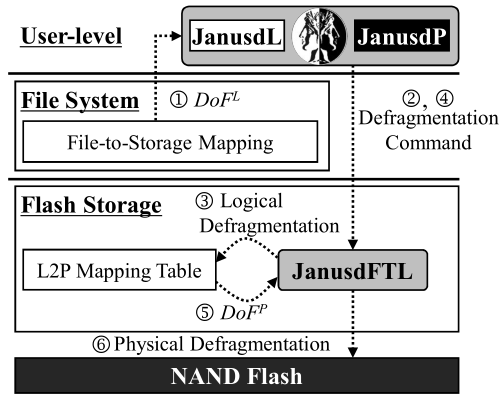 User-level
JanusdL
JanusdP
① DoF^L
②, ④
Defragmentation
Command
File System
File-to-Storage Mapping
Flash Storage
③ Logical
Defragmentation
L2P Mapping Table
JanusdFTL
⑤ DoF^P
⑥ Physical Defragmentation
NAND Flash